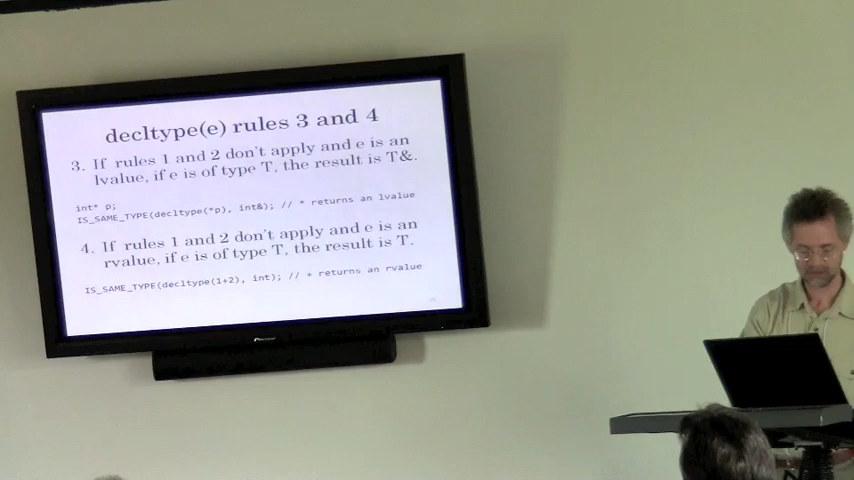 decltype(e) rules 3 and 4
3. If rules 1 and 2 don't apply and e is an
lvalue, if e is of type T, the result is T&.
int* p;
IS_SAME_TYPE(decltype(*p), int&); // * returns an lvalue
4. If rules 1 and 2 don't apply and e is an
rvalue, if e is of type T, the result is T.
IS_SAME_TYPE(decltype(1+2), int); // + returns an rvalue